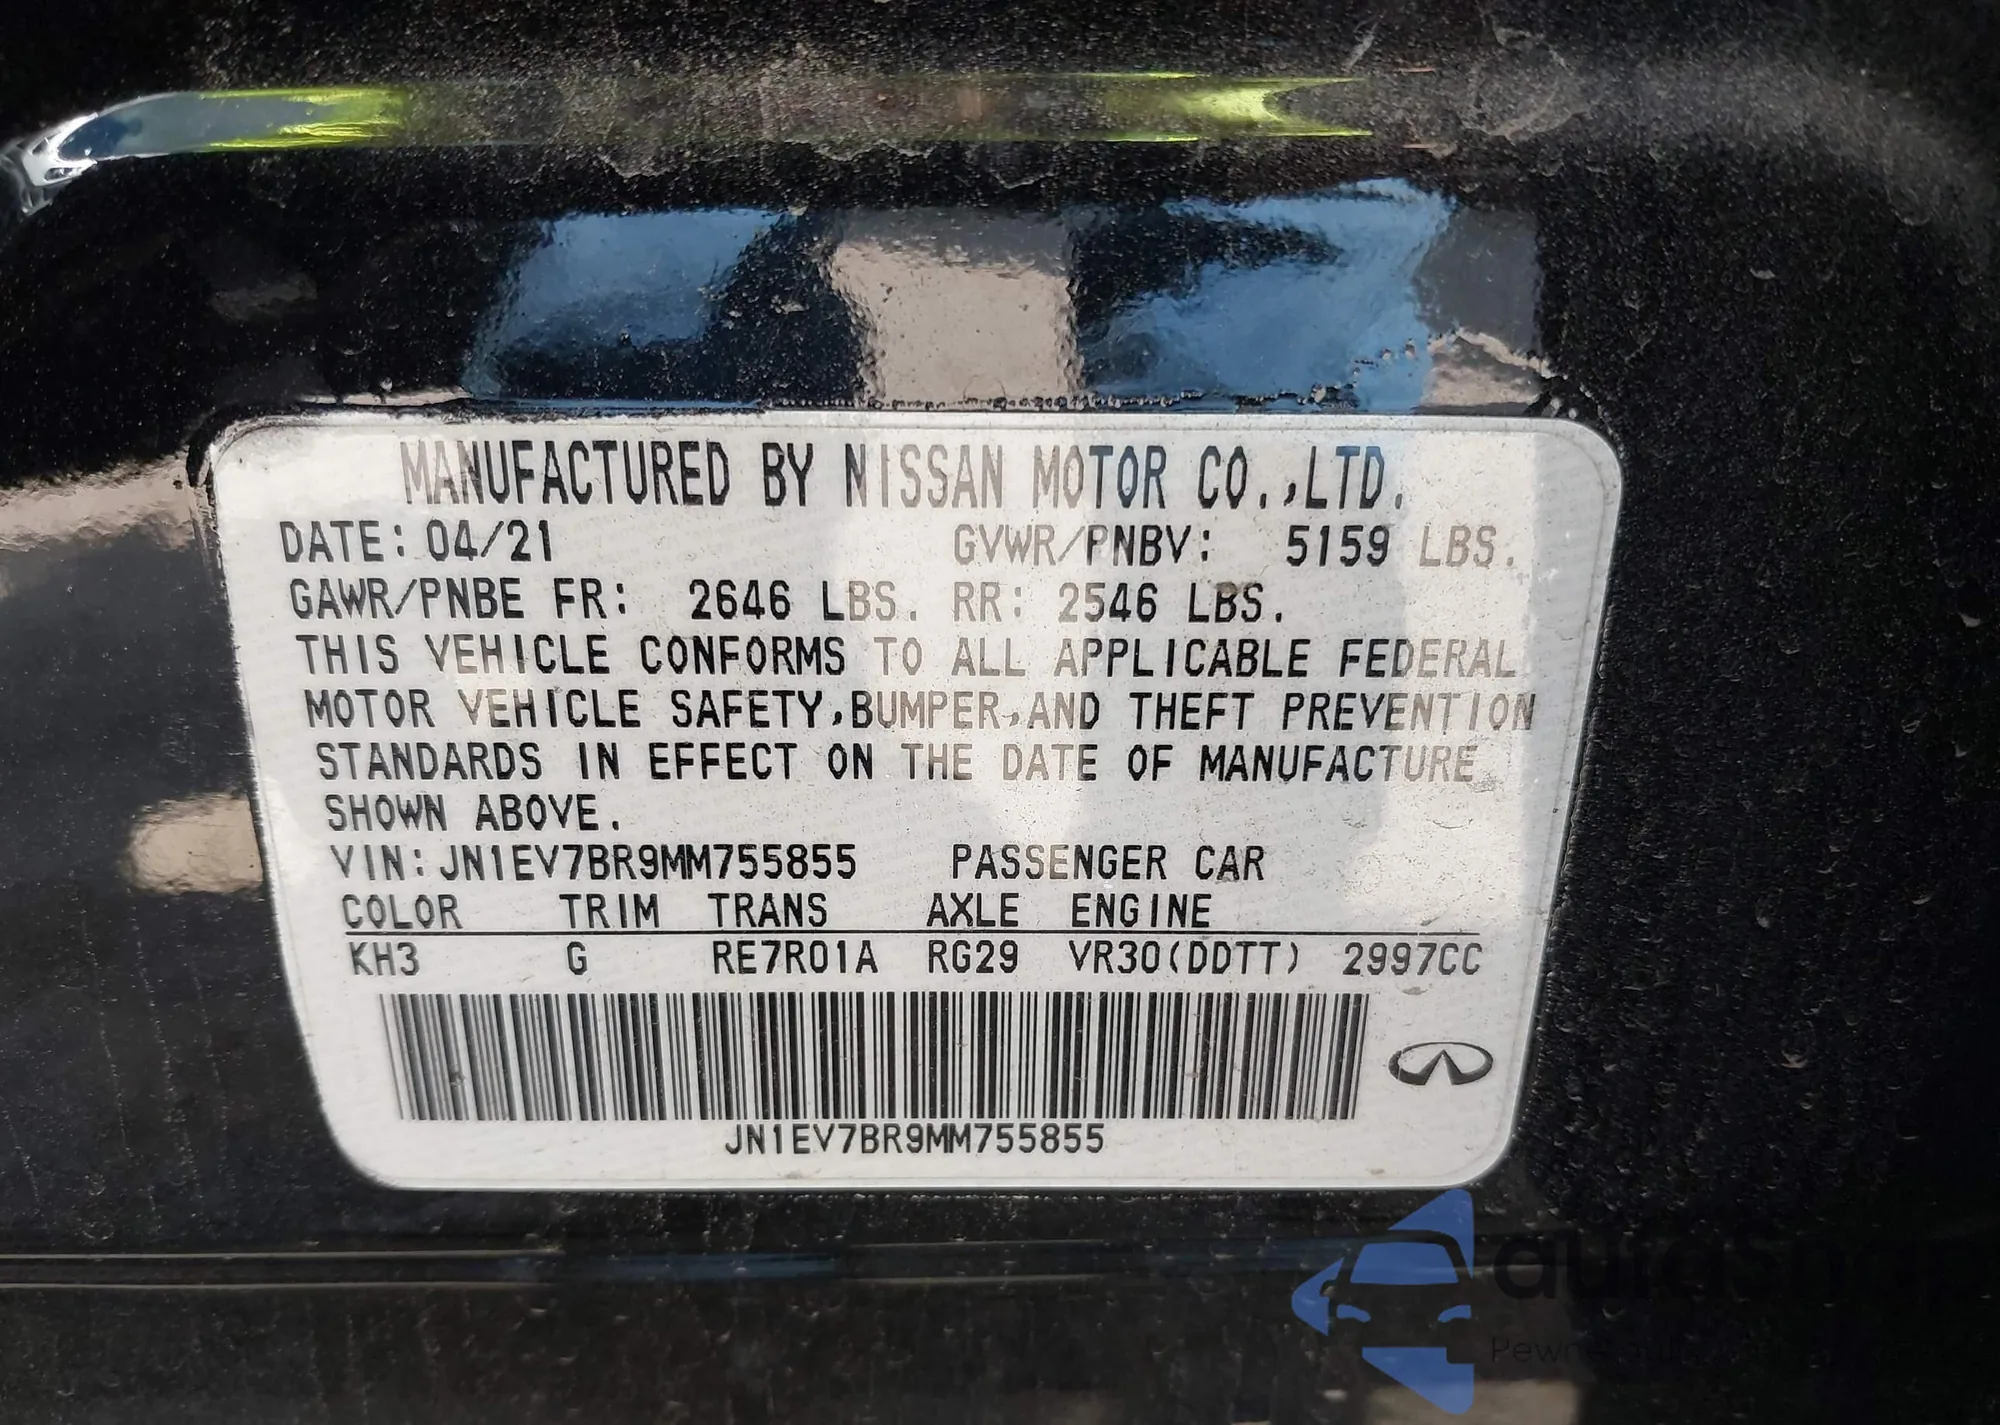 MANUFACTURED BY NISSAN MOTOR CO.,LTD.
DATE: 04/21 GVWR/PNBV: 5159 LBS.
GAWR/PNBE FR: 2646 LBS. RR: 2546 LBS.
THIS VEHICLE CONFORMS TO ALL APPLICABLE FEDERAL
MOTOR VEHICLE SAFETY,BUMPER,AND THEFT PREVENTION
STANDARDS IN EFFECT ON THE DATE OF MANUFACTURE
SHOWN ABOVE.
VIN:JN1EV7BR9MM755855 PASSENGER CAR
COLOR TRIM TRANS AXLE ENGINE
KH3 G RE7R01A RG29 VR30(DDTT) 2997CC
JN1EV7BR9MM755855